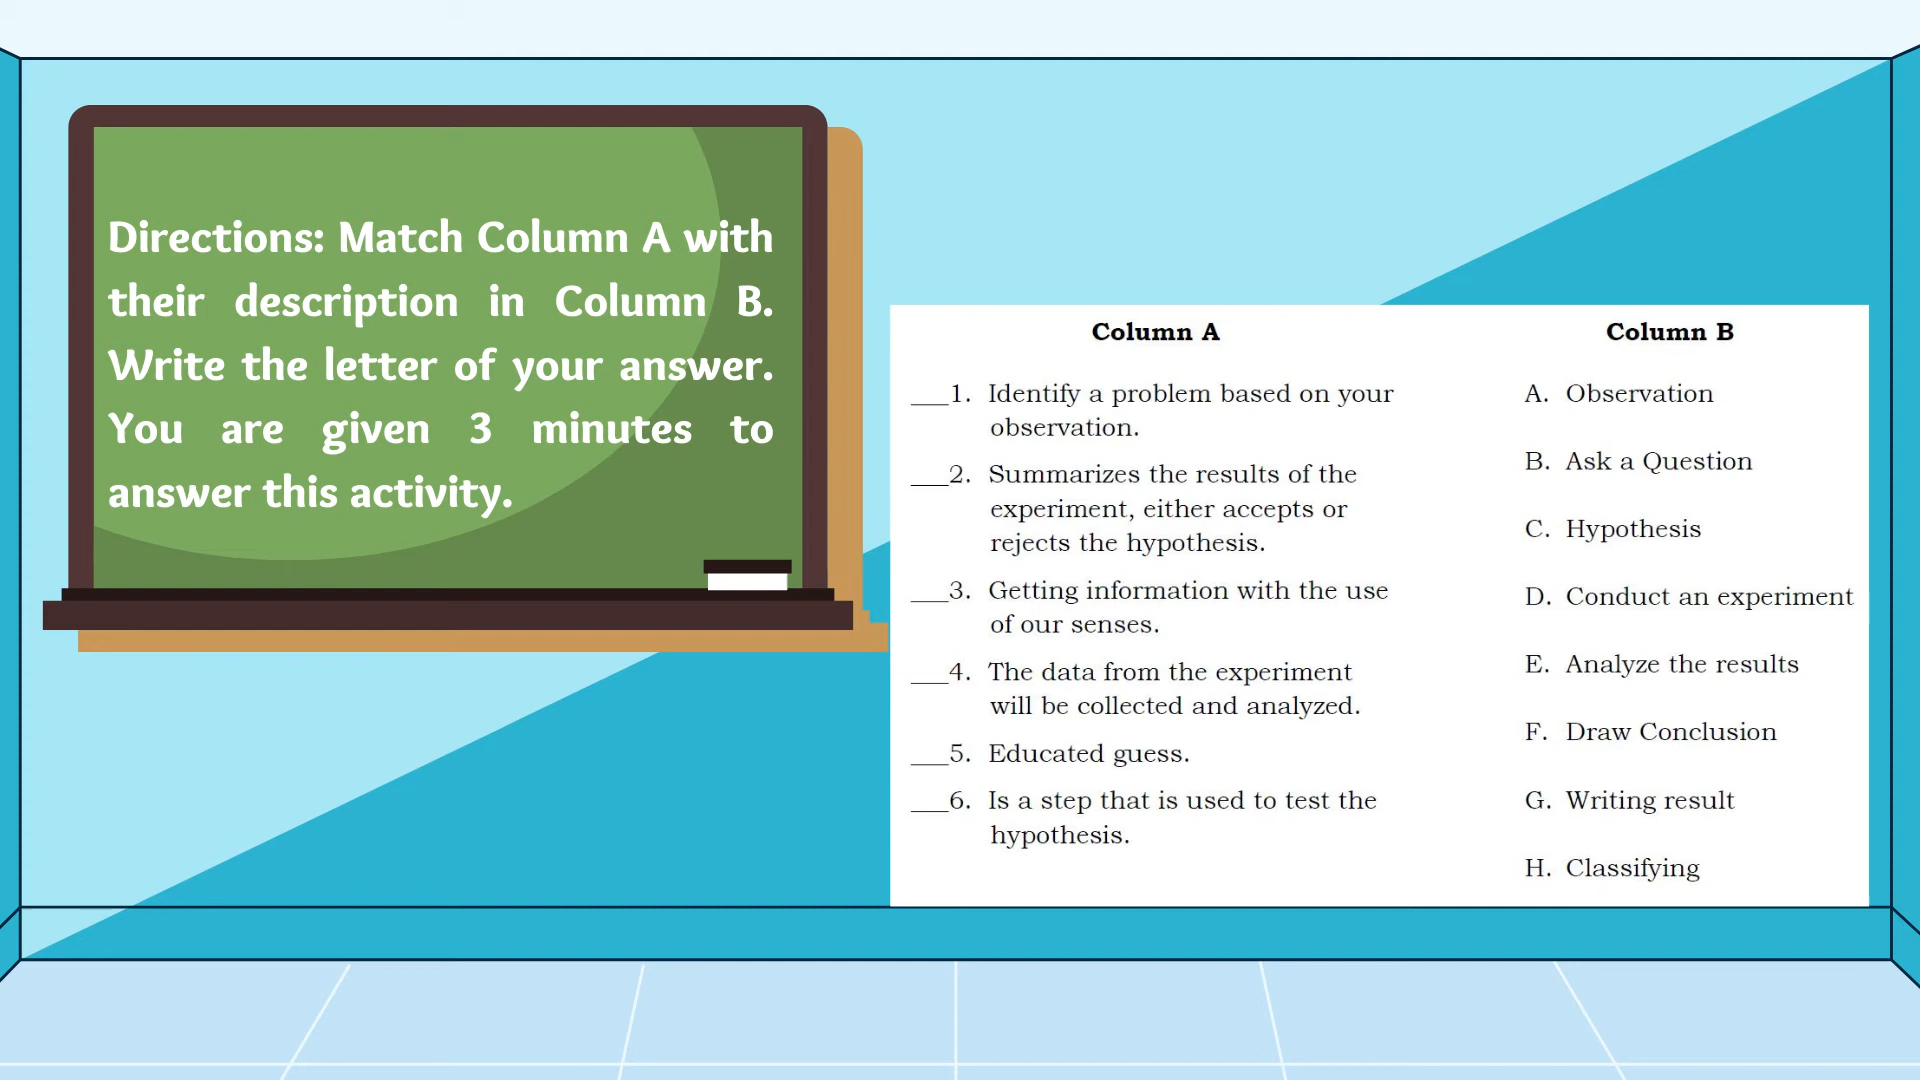 Directions: Match Column A with
their description in Column B.
Write the letter of your answer.
You are given 3 minutes to
answer this activity.
Column A
___1. Identify a problem based on your
observation.
___2. Summarizes the results of the
experiment, either accepts or
rejects the hypothesis.
___3. Getting information with the use
of our senses.
___4. The data from the experiment
will be collected and analyzed.
___5. Educated guess.
___6. Is a step that is used to test the
hypothesis.
Column B
A. Observation
B. Ask a Question
C. Hypothesis
D. Conduct an experiment
E. Analyze the results
F. Draw Conclusion
G. Writing result
H. Classifying